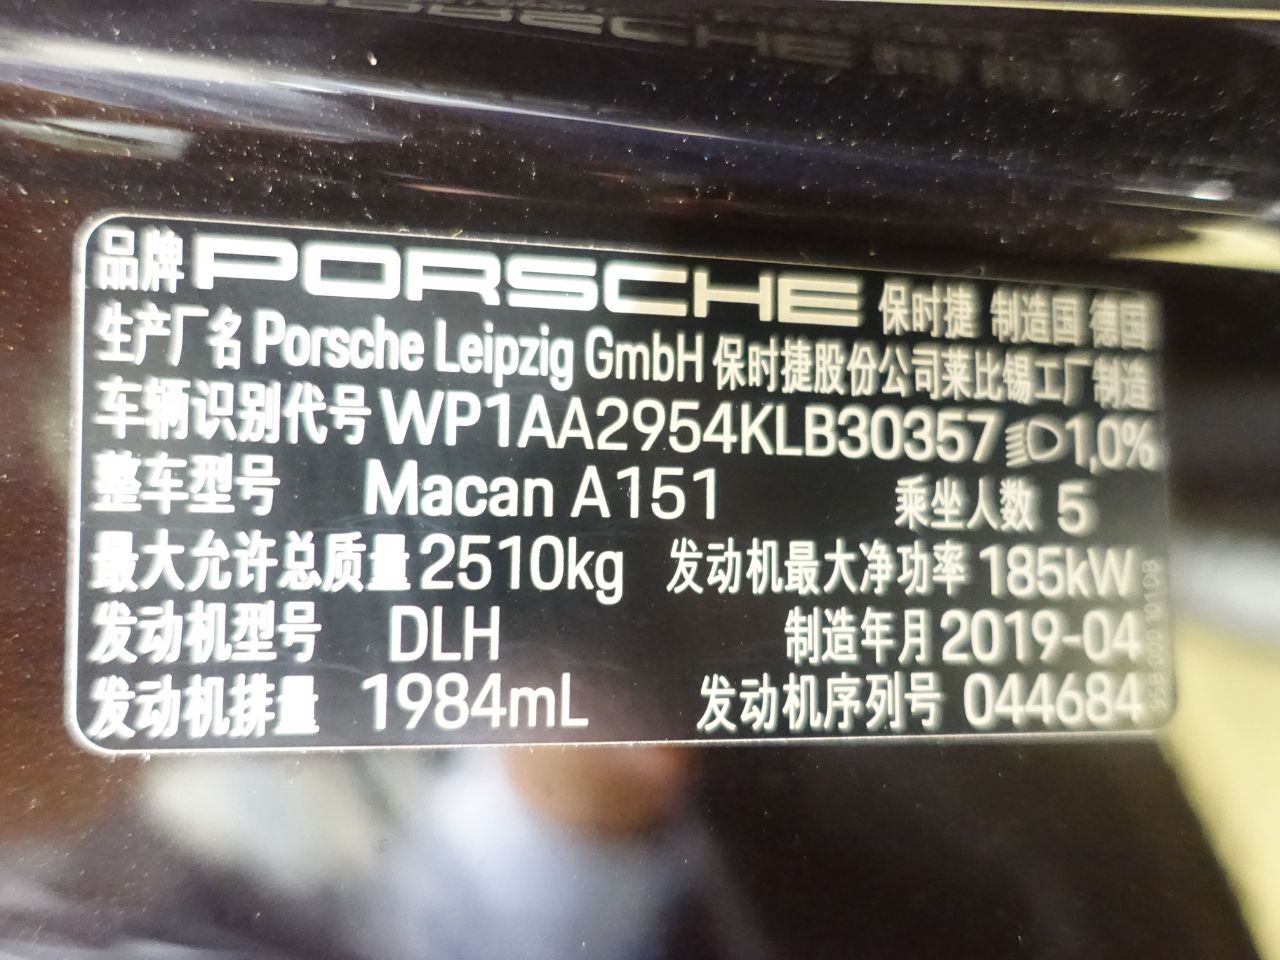 品牌 PORSCHE 保时捷 制造国 德国
生产厂名 Porsche Leipzig GmbH 保时捷股份公司莱比锡工厂制造
车辆识别代号 WP1AA2954KLB30357 1,0%
整车型号 Macan A151 乘坐人数 5
最大允许总质量 2510kg 发动机最大净功率 185kW
发动机型号 DLH 制造年月 2019-04
发动机排量 1984mL 发动机序列号 044684